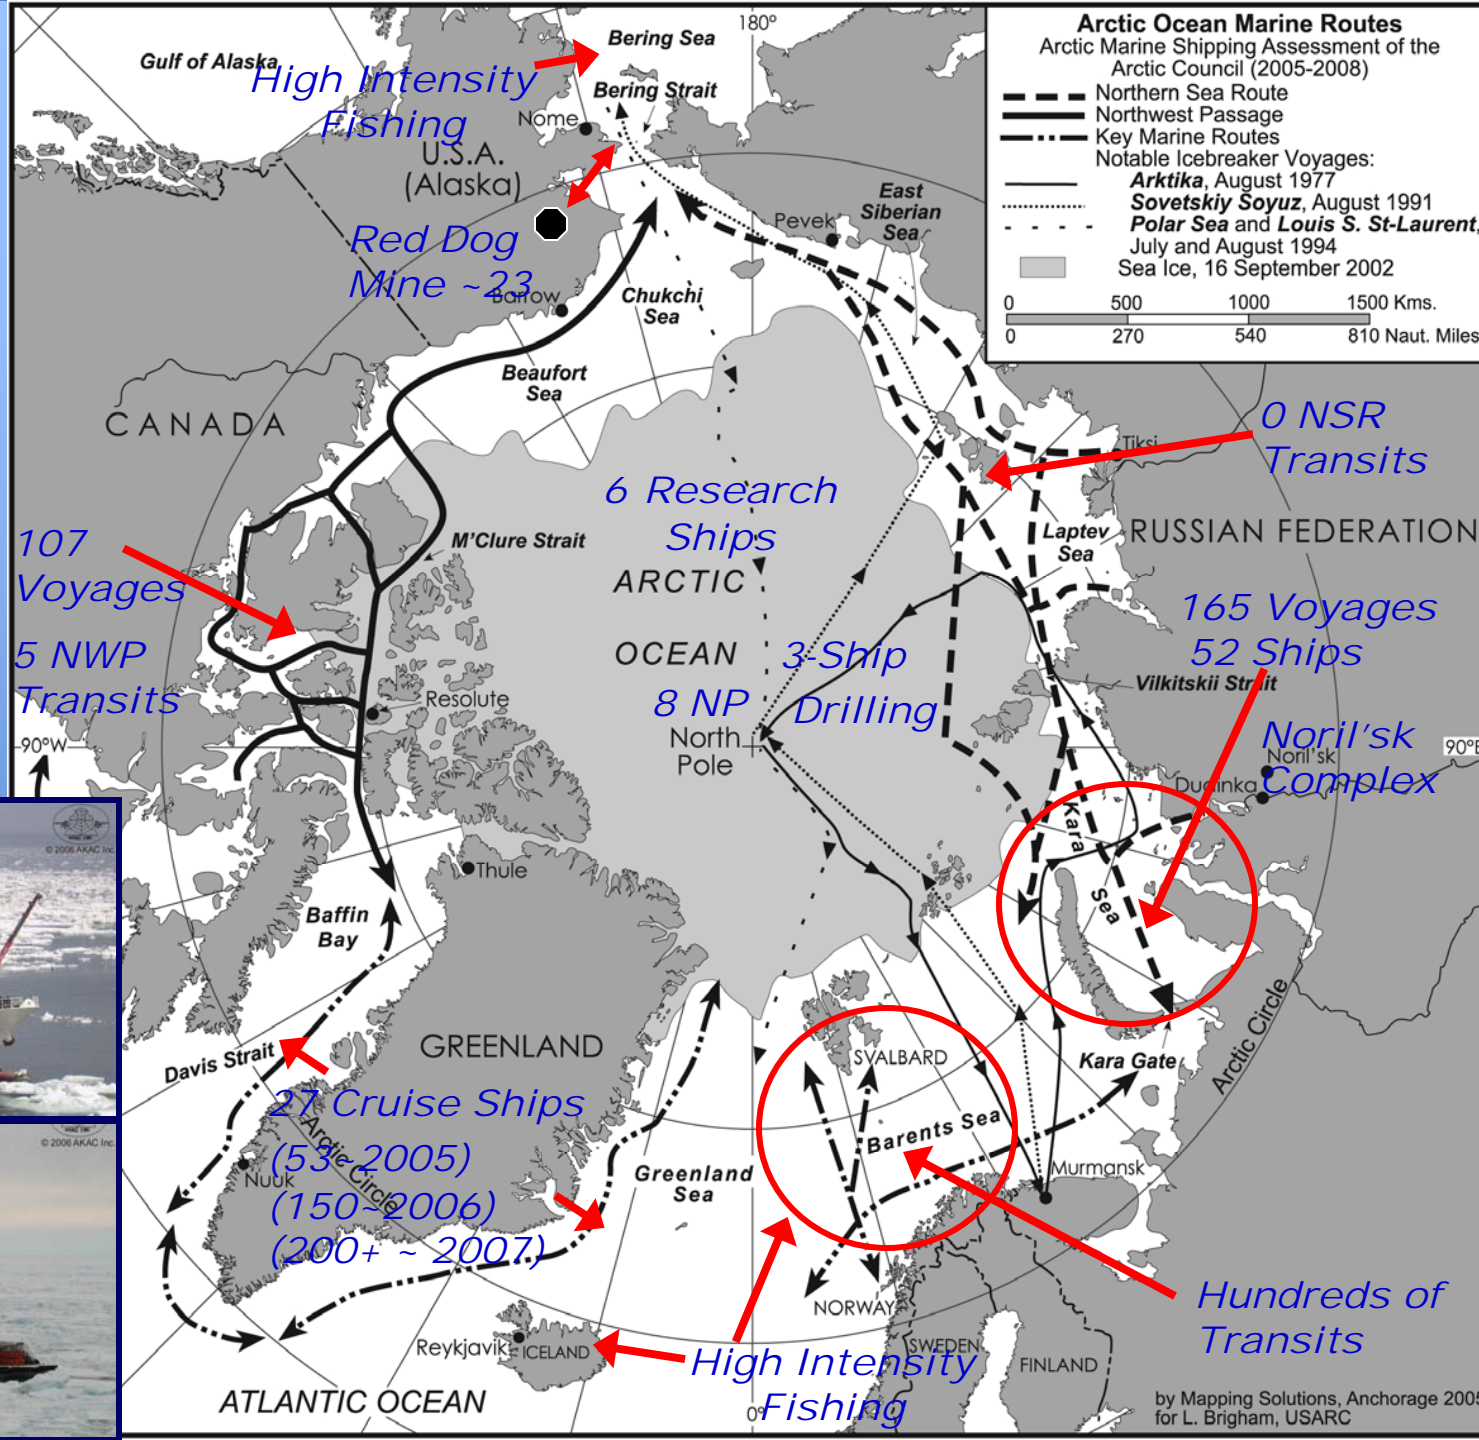 180°
Arctic Ocean Marine Routes
Arctic Marine Shipping Assessment of the
Arctic Council (2005-2008)
Northern Sea Route
Northwest Passage
Key Marine Routes
Notable Icebreaker Voyages:
Arktika, August 1977
Sovetskiy Soyuz, August 1991
Polar Sea and Louis S. St-Laurent,
July and August 1994
Sea Ice, 16 September 2002
0 500 1000 1500 Kms.
0 270 540 810 Naut. Miles
Gulf of Alaska
Bering Sea
High Intensity
Fishing
Bering Strait
Nome
U.S.A.
(Alaska)
East
Siberian
Sea
Pevek
Red Dog
Mine ~23
Barrow
Chukchi
Sea
Beaufort
Sea
CANADA
0 NSR
Transits
Tiksi
6 Research
Ships
107
Voyages
M'Clure Strait
Laptev
Sea
RUSSIAN FEDERATION
ARCTIC
OCEAN
165 Voyages
52 Ships
5 NWP
Transits
3-Ship
Drilling
Vilkitskii Strait
Resolute
8 NP
North
Pole
90°W
Noril'sk
Complex
Noril'sk
90°E
Dudinka
Kara
Sea
Thule
© 2006 AKAC Inc.
Baffin
Bay
Davis Strait
GREENLAND
SVALBARD
Kara Gate
Arctic Circle
27 Cruise Ships
(53~2005)
(150~2006)
(200+ ~ 2007)
Arctic Circle
© 2006 AKAC Inc.
Nuuk
Barents Sea
Greenland
Sea
Murmansk
NORWAY
Hundreds of
Transits
Reykjavik
ICELAND
SWEDEN
FINLAND
High Intensity
Fishing
ATLANTIC OCEAN
0°
by Mapping Solutions, Anchorage 2005
for L. Brigham, USARC